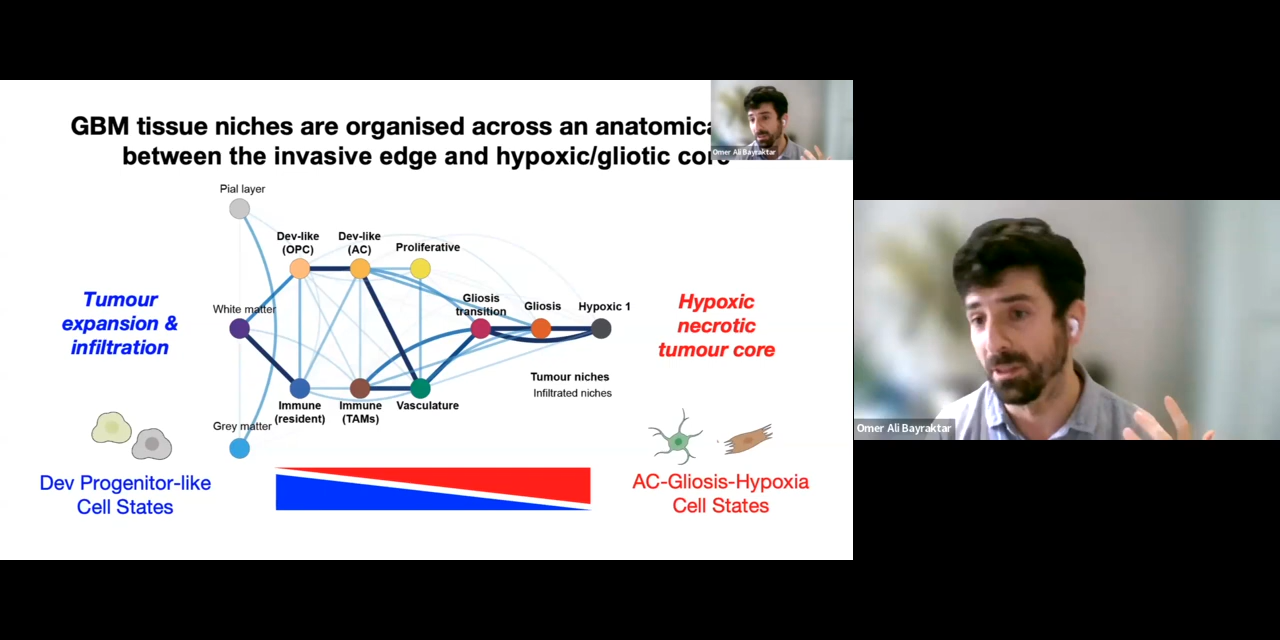 GBM tissue niches are organised across an
between the invasive edge and hypoxic/gliotic core
Omer Ali Bayraktar
Pial layer
Dev-like
(OPC)
Dev-like
(AC)
Proliferative
Tumour
expansion &
infiltration
White matter
Gliosis
transition
Gliosis
Hypoxic 1
Hypoxic
necrotic
tumour core
Tumour niches
Infiltrated niches
Immune
(resident)
Immune
(TAMs)
Vasculature
Grey matter
Dev Progenitor-like
Cell States
AC-Gliosis-Hypoxia
Cell States
Omer Ali Bayraktar